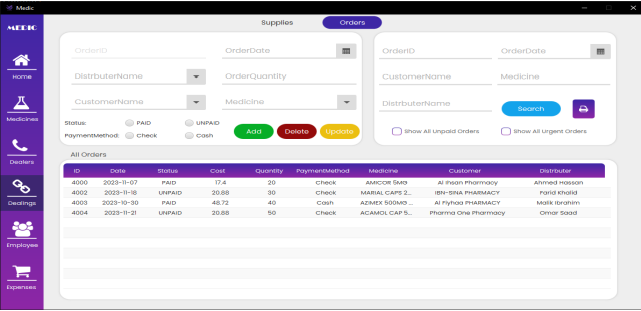 Medic
MEDIC
Supplies Orders
OrderID OrderDate
DistrbuterName OrderQuantity
CustomerName Medicine
Status: PAID UNPAID
PaymentMethod: Check Cash
Add Delete Update
OrderID OrderDate
CustomerName Medicine
DistrbuterName Search
Show All Unpaid Orders Show All Urgent Orders
Home
Medicines
Dealers
Dealings
Employee
Expenses
All Orders
ID Date Status Cost Quantity PaymentMethod Medicine Customer Distributer
4000 2023-11-07 PAID 17.4 20 Check AMICOR 5MG Al Ihsan Pharmacy Ahmed Hassan
4002 2023-11-18 UNPAID 20.88 30 Check MARIAL CAPS 2... IBN-SINA PHARMACY Farid Khalid
4003 2023-10-30 PAID 48.72 40 Cash AZIMEX 500MG ... Al Fiyhaa PHARMACY Malik Ibrahim
4004 2023-11-21 UNPAID 20.88 50 Check ACAMOL CAP 5... Pharma One Pharmacy Omar Saad